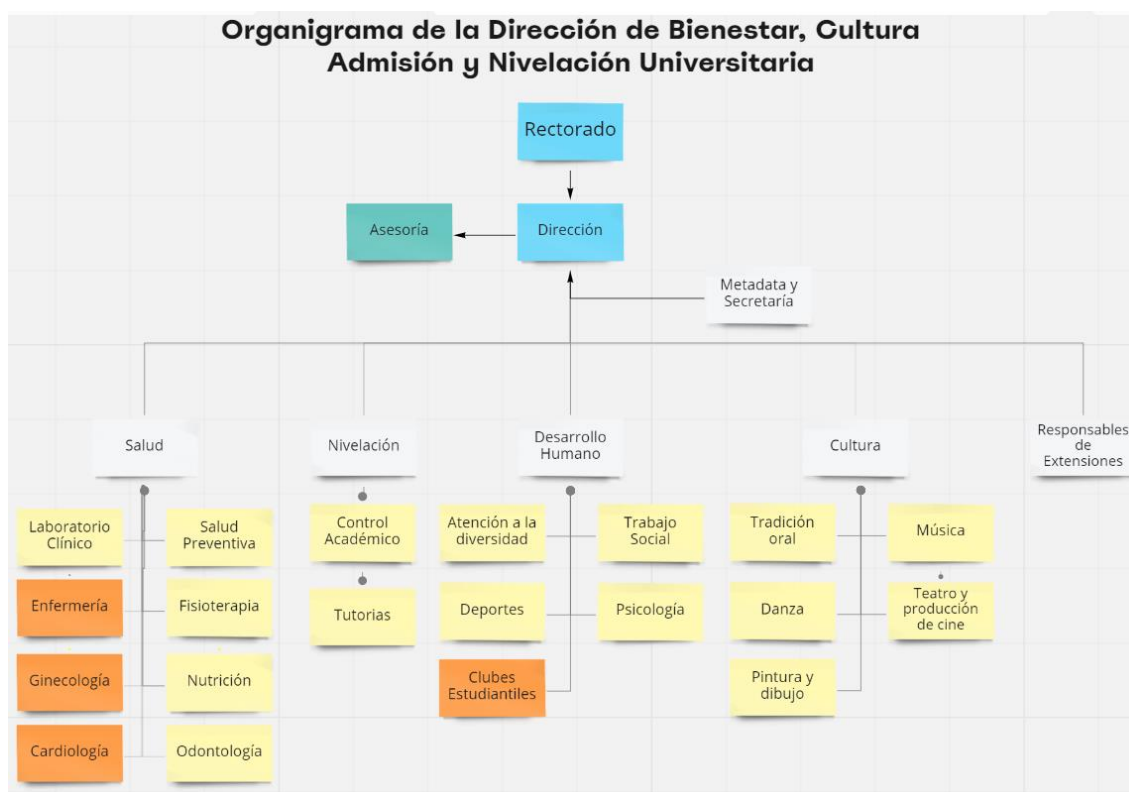 Organigrama de la Dirección de Bienestar, Cultura
Admisión y Nivelación Universitaria
Rectorado
Asesoría
Dirección
Metadata y
Secretaría
Salud
Nivelación
Desarrollo
Humano
Cultura
Responsables
de
Extensiones
Laboratorio
Clínico
Salud
Preventiva
Enfermería
Fisioterapia
Ginecología
Nutrición
Cardiología
Odontología
Control
Académico
Tutorias
Atención a la
diversidad
Trabajo
Social
Deportes
Psicología
Clubes
Estudiantiles
Tradición
oral
Música
Danza
Teatro y
producción
de cine
Pintura y
dibujo